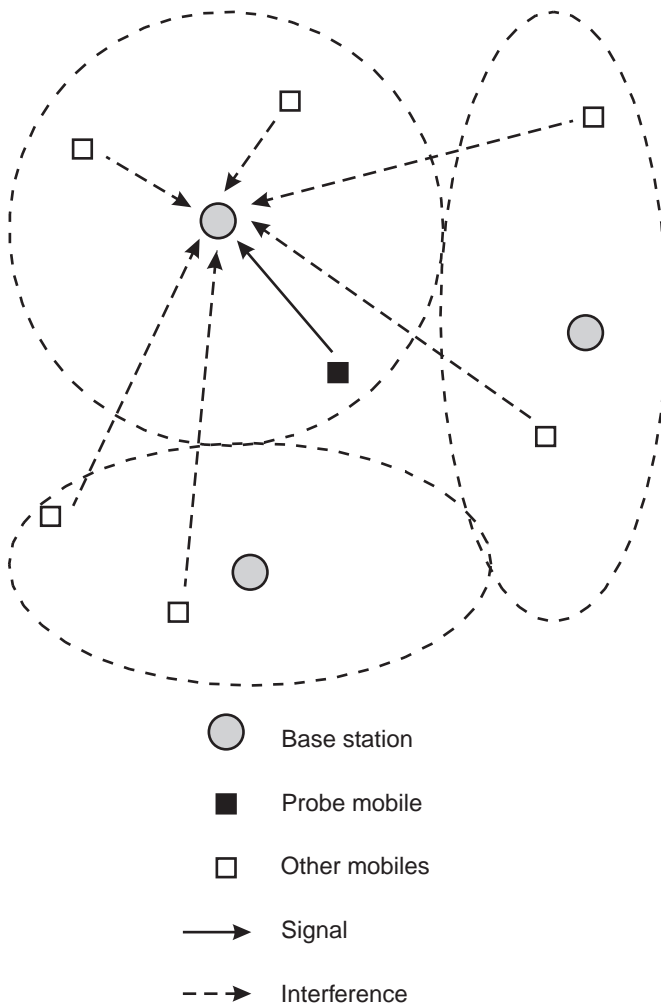 Base station
Probe mobile
Other mobiles
Signal
Interference